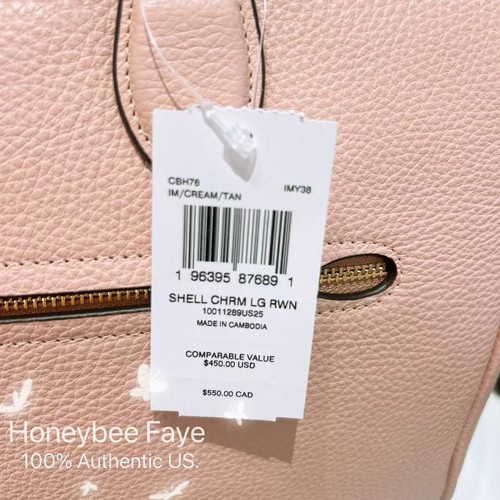 CBH76
IM/CREAM/TAN IMY38
1 96395 87689 1
SHELL CHRM LG RWN
10011289US25
MADE IN CAMBODIA
COMPARABLE VALUE
$450.00 USD
$550.00 CAD
Honeybee Faye
100% Authentic US.